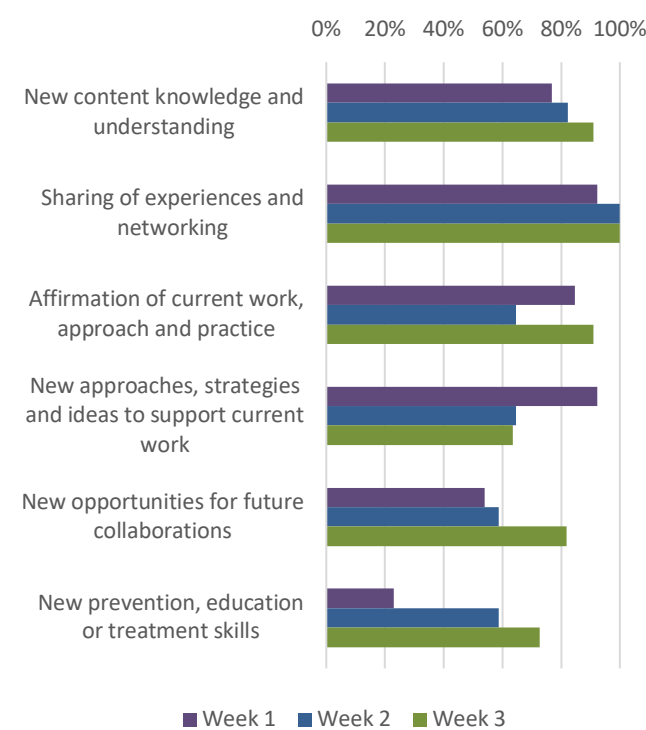 0% 20% 40% 60% 80% 100%
New content knowledge and
understanding
Sharing of experiences and
networking
Affirmation of current work,
approach and practice
New approaches, strategies
and ideas to support current
work
New opportunities for future
collaborations
New prevention, education
or treatment skills
Week 1 Week 2 Week 3